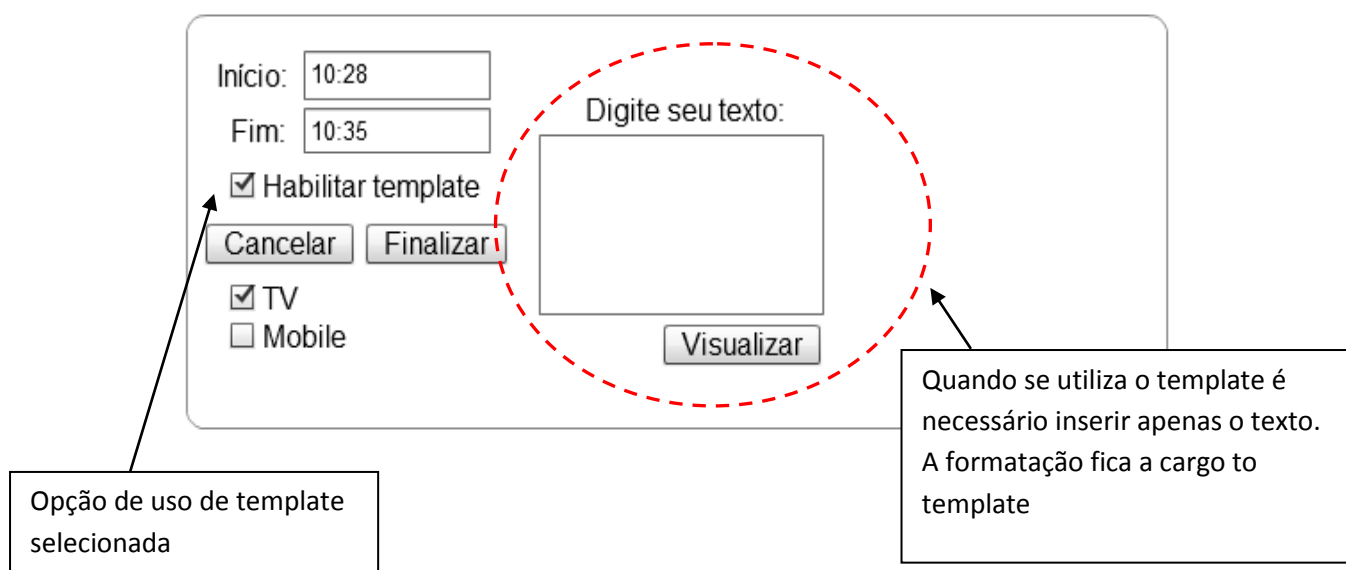 Início: 10:28
Fim: 10:35
Habilitar template
Cancelar Finalizar
TV
Mobile
Digite seu texto:
Visualizar
Opção de uso de template
selecionada
Quando se utiliza o template é
necessário inserir apenas o texto.
A formatação fica a cargo to
template